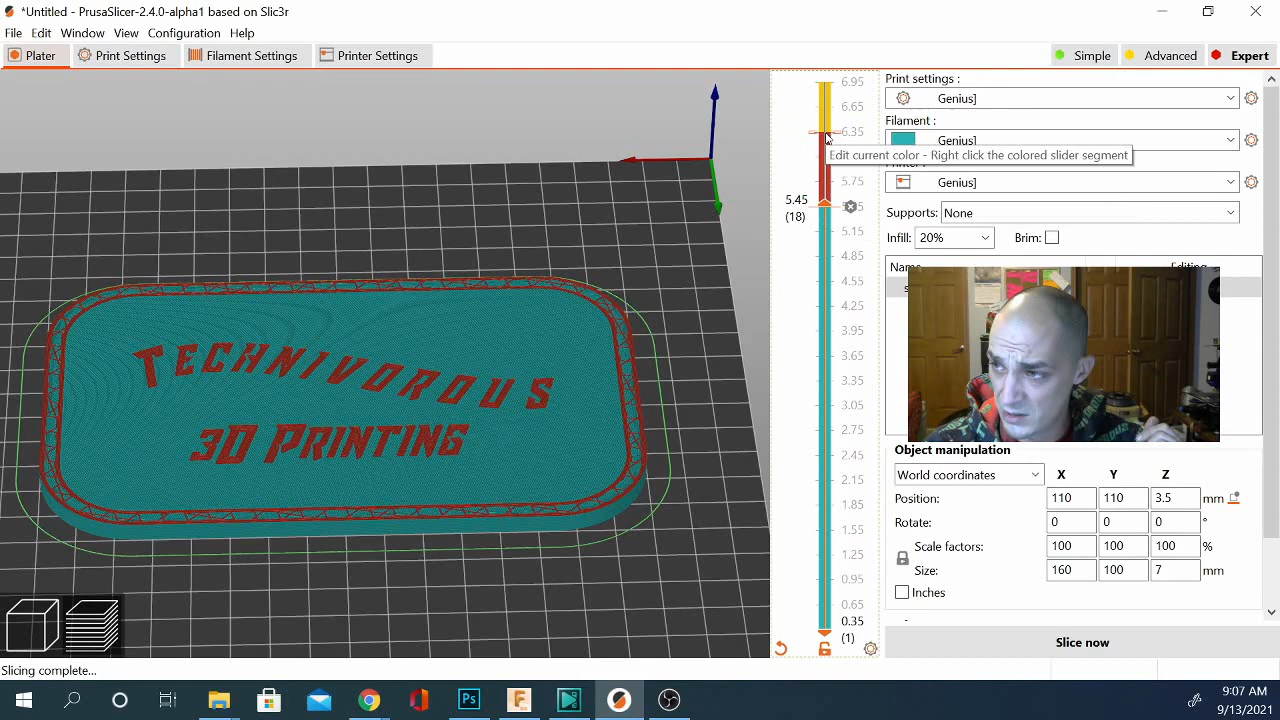 *Untitled - PrusaSlicer-2.4.0-alpha1 based on Slic3r
File Edit Window View Configuration Help
Plater Print Settings Filament Settings Printer Settings Simple Advanced Expert
6.95
6.65
6.35
5.75
5.45
(18)
5.15
4.85
4.55
4.25
3.95
3.65
3.35
3.05
2.75
2.45
2.15
1.85
1.55
1.25
0.95
0.65
0.35
(1)
TECHNIVOROUS
3D PRINTING
Print settings :
Genius]
Filament :
Genius]
Edit current color - Right click the colored slider segment
Genius]
Supports: None
Infill: 20% Brim:
Name Editing
Object manipulation
World coordinates X Y Z
Position: 110 110 3.5 mm
Rotate: 0 0 0 °
Scale factors: 100 100 100 %
Size: 160 100 7 mm
Inches
Slice now
Slicing complete...
Ps
F
9:07 AM
9/13/2021